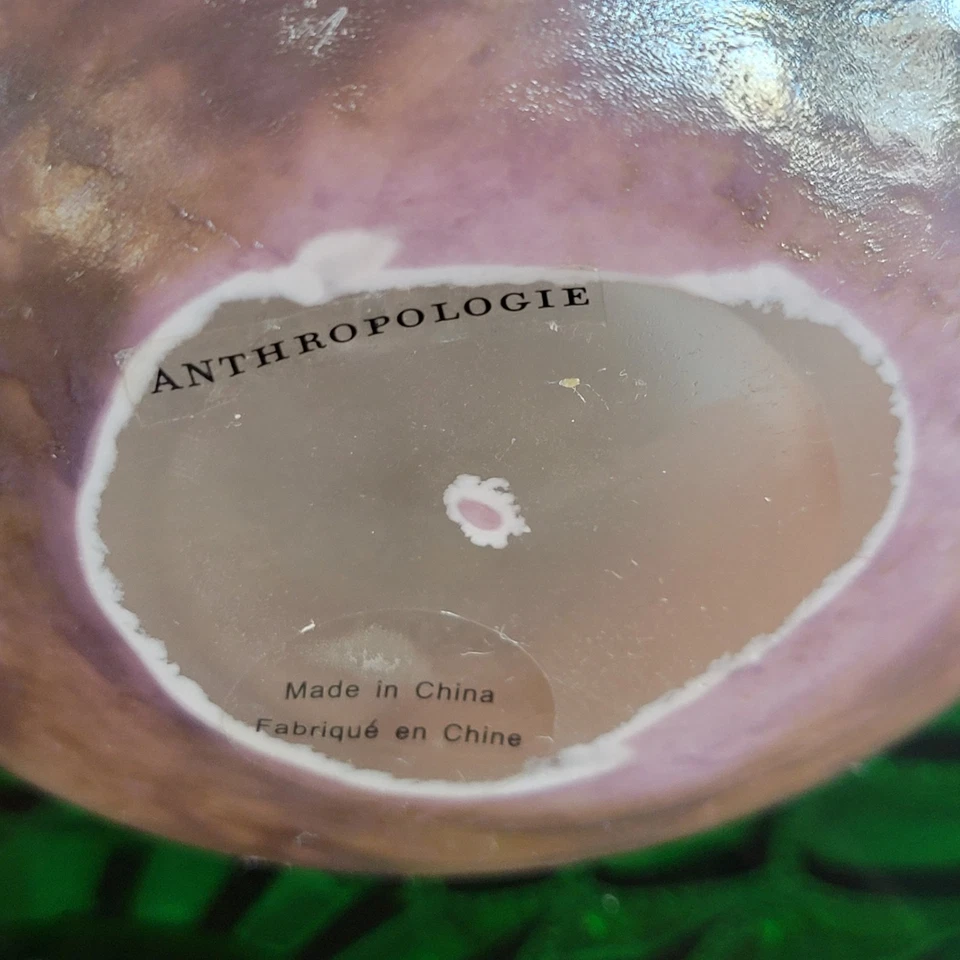 ANTHROPOLOGIE
Made in China
Fabriqué en Chine